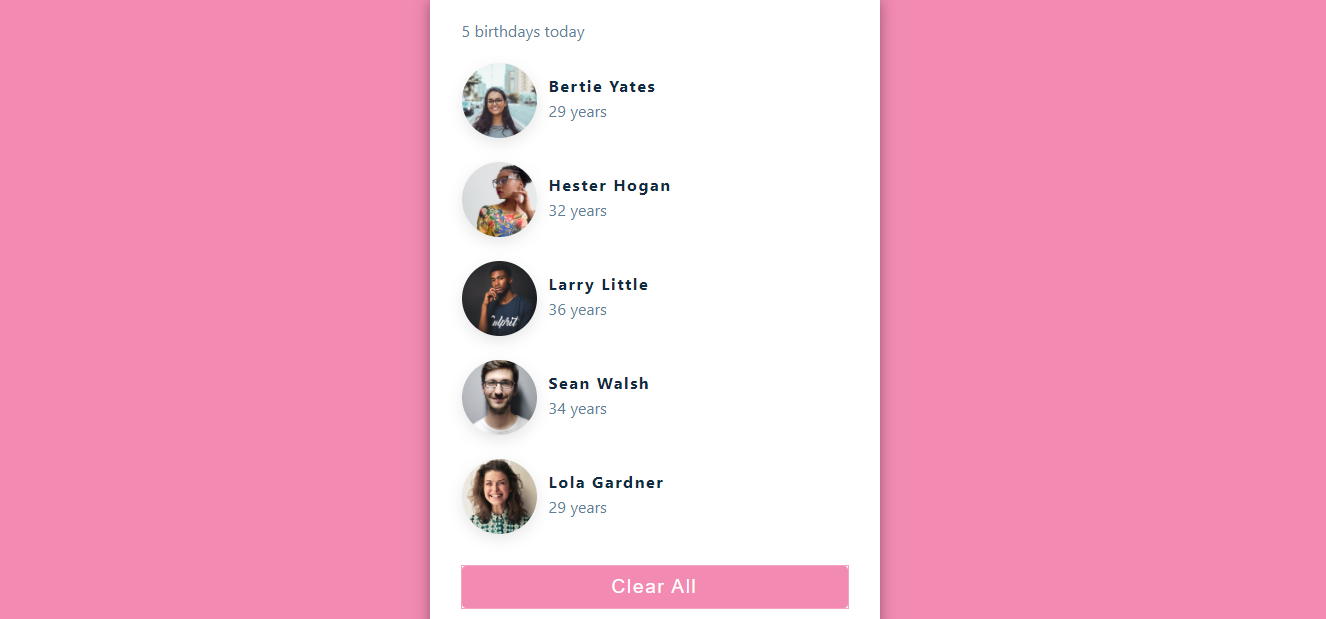 5 birthdays today
Bertie Yates
29 years
Hester Hogan
32 years
Larry Little
36 years
Sean Walsh
34 years
Lola Gardner
29 years
Clear All